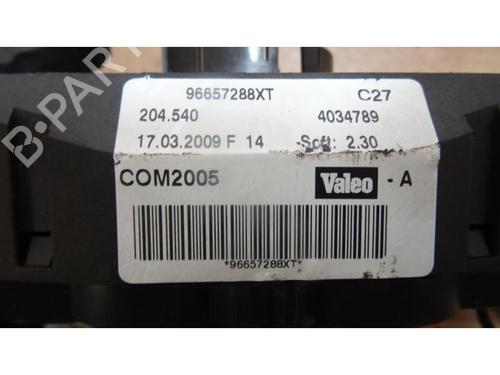 96657288XT C27
204.540 4034789
17.03.2009 F 14 -Soft: 2.30
COM2005 Valeo - A
*96657288XT*
B-PARTS